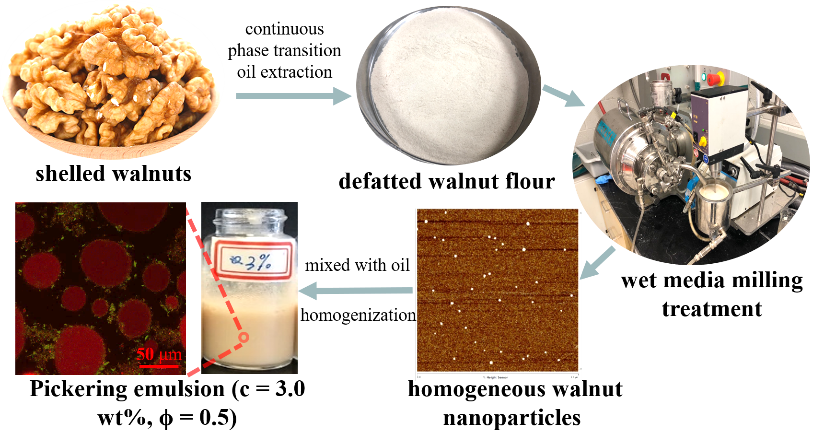 continuous
phase transition
oil extraction
shelled walnuts
defatted walnut flour
wet media milling
treatment
mixed with oil
homogenization
3%
50 μm
Pickering emulsion (c = 3.0
wt%, ϕ = 0.5)
homogeneous walnut
nanoparticles